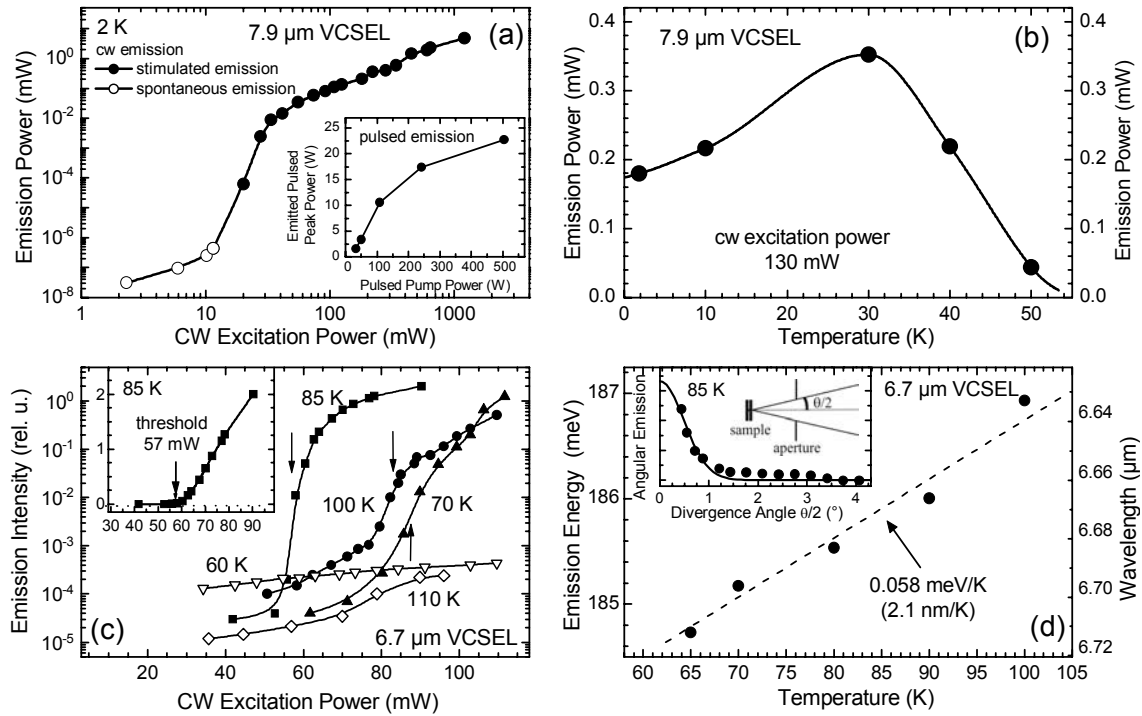 2 K
7.9 µm VCSEL
(a)
cw emission
stimulated emission
spontaneous emission
10^0
10^-2
10^-4
10^-6
10^-8
Emission Power (mW)
1
10
100
1000
CW Excitation Power (mW)
pulsed emission
25
20
15
10
5
0
Emitted Pulsed
Peak Power (W)
0 100 200 300 400 500
Pulsed Pump Power (W)
7.9 µm VCSEL
(b)
0.4
0.3
0.2
0.1
0.0
Emission Power (mW)
0.4
0.3
0.2
0.1
0.0
Emission Power (mW)
cw excitation power
130 mW
0 10 20 30 40 50
Temperature (K)
85 K
threshold
57 mW
2
1
0
30 40 50 60 70 80 90
85 K
100 K
70 K
60 K
110 K
(c)
6.7 µm VCSEL
10^0
10^-1
10^-2
10^-3
10^-4
10^-5
Emission Intensity (rel. u.)
20 40 60 80 100
CW Excitation Power (mW)
85 K
θ/2
sample
aperture
Angular Emission
0 1 2 3 4
Divergence Angle θ/2 (°)
6.7 µm VCSEL
187
186
185
Emission Energy (meV)
6.64
6.66
6.68
6.70
6.72
Wavelength (µm)
0.058 meV/K
(2.1 nm/K)
(d)
60 65 70 75 80 85 90 95 100 105
Temperature (K)